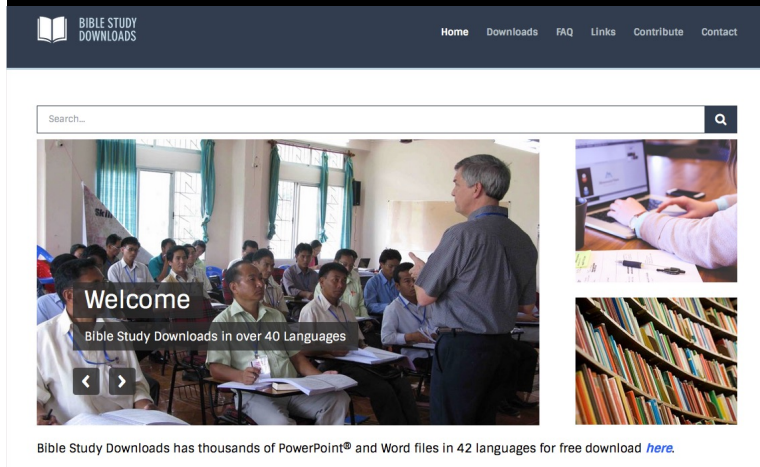 BIBLE STUDY
DOWNLOADS
Home Downloads FAQ Links Contribute Contact
Search...
Welcome
Bible Study Downloads in over 40 Languages
Bible Study Downloads has thousands of PowerPoint® and Word files in 42 languages for free download here.